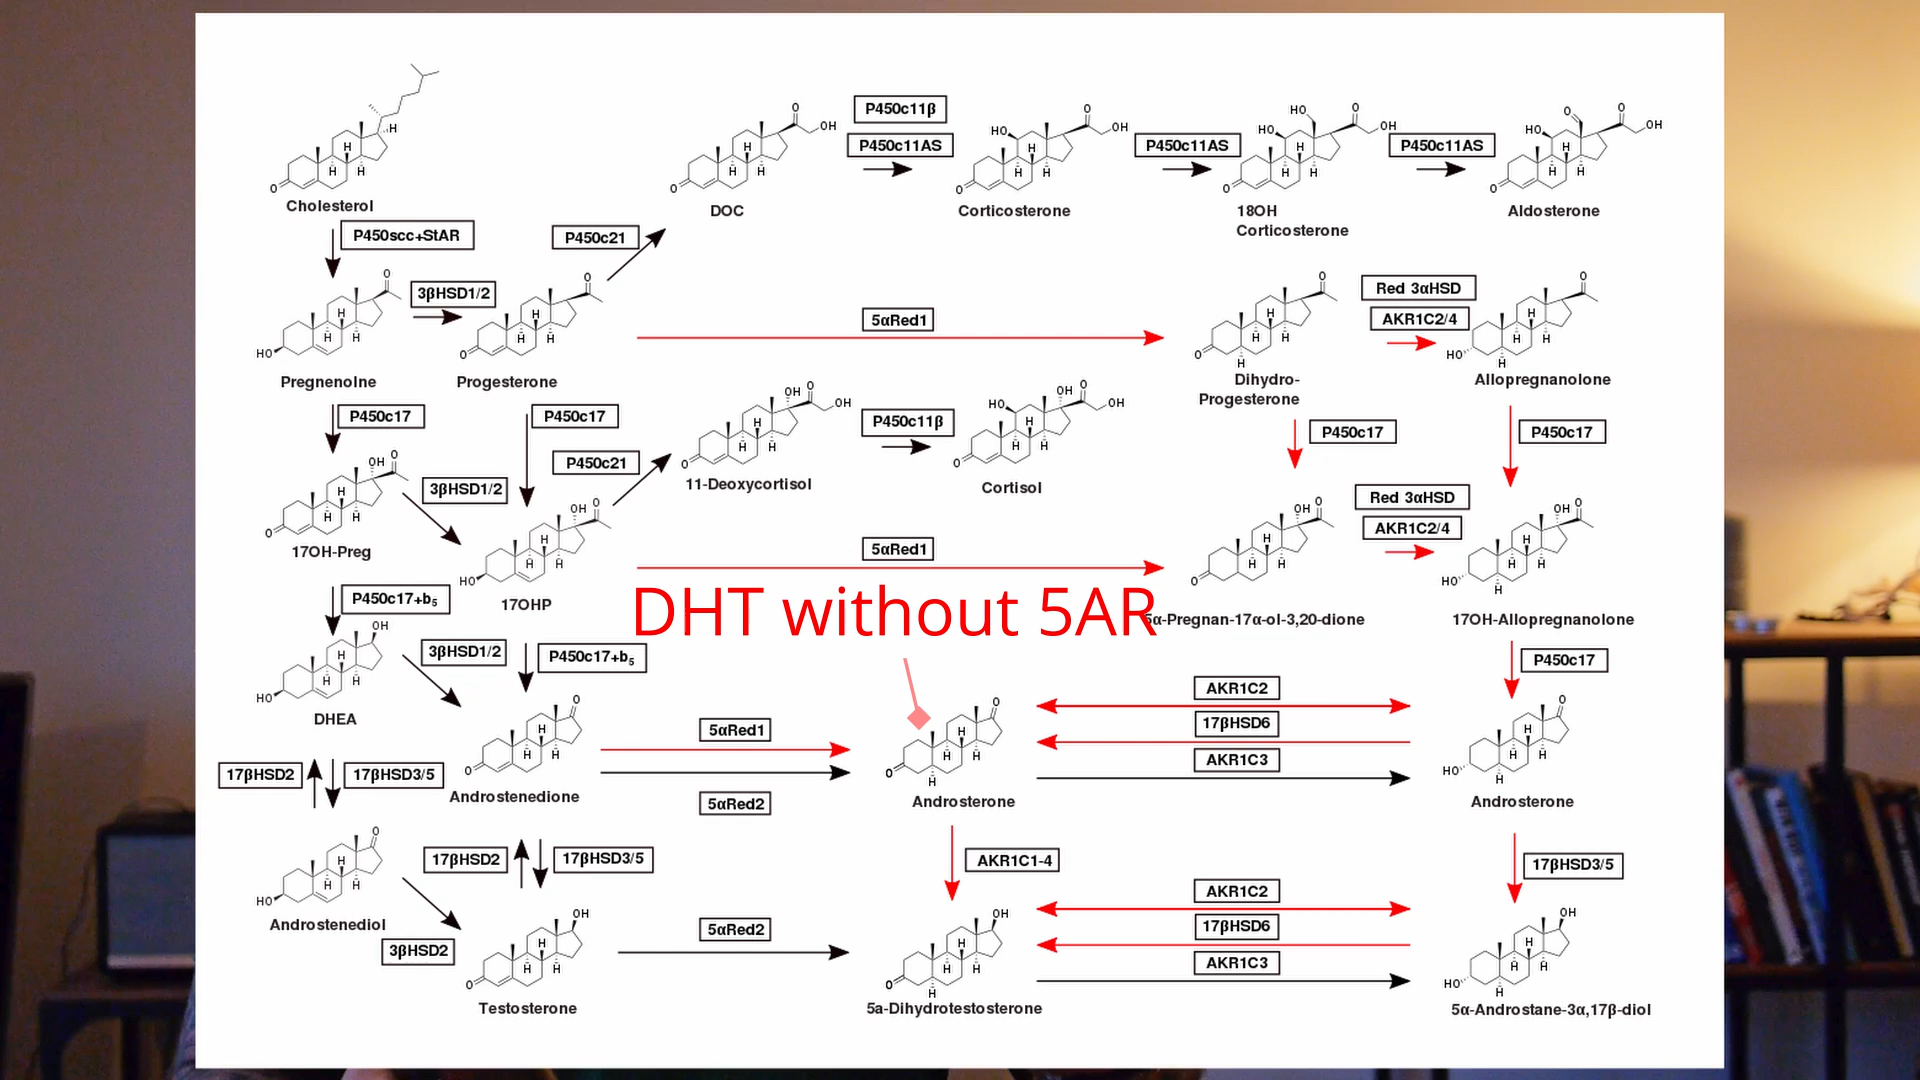 P450c11β
P450c11AS
P450c11AS
P450c11AS
Cholesterol
DOC
Corticosterone
18OH
Corticosterone
Aldosterone
P450scc+StAR
P450c21
3βHSD1/2
5αRed1
Red 3αHSD
AKR1C2/4
Pregnenolne
Progesterone
Dihydro-
Progesterone
Allopregnanolone
P450c17
P450c17
P450c21
P450c11β
P450c17
P450c17
11-Deoxycortisol
Cortisol
3βHSD1/2
Red 3αHSD
AKR1C2/4
17OH-Preg
5αRed1
P450c17+b5
17OHP
DHT without 5AR
5α-Pregnan-17α-ol-3,20-dione
17OH-Allopregnanolone
3βHSD1/2
P450c17+b5
P450c17
DHEA
AKR1C2
17βHSD6
AKR1C3
5αRed1
5αRed2
17βHSD2
17βHSD3/5
Androstenedione
Androsterone
Androsterone
17βHSD2
17βHSD3/5
AKR1C1-4
17βHSD3/5
Androstenediol
3βHSD2
5αRed2
AKR1C2
17βHSD6
AKR1C3
Testosterone
5a-Dihydrotestosterone
5α-Androstane-3α,17β-diol